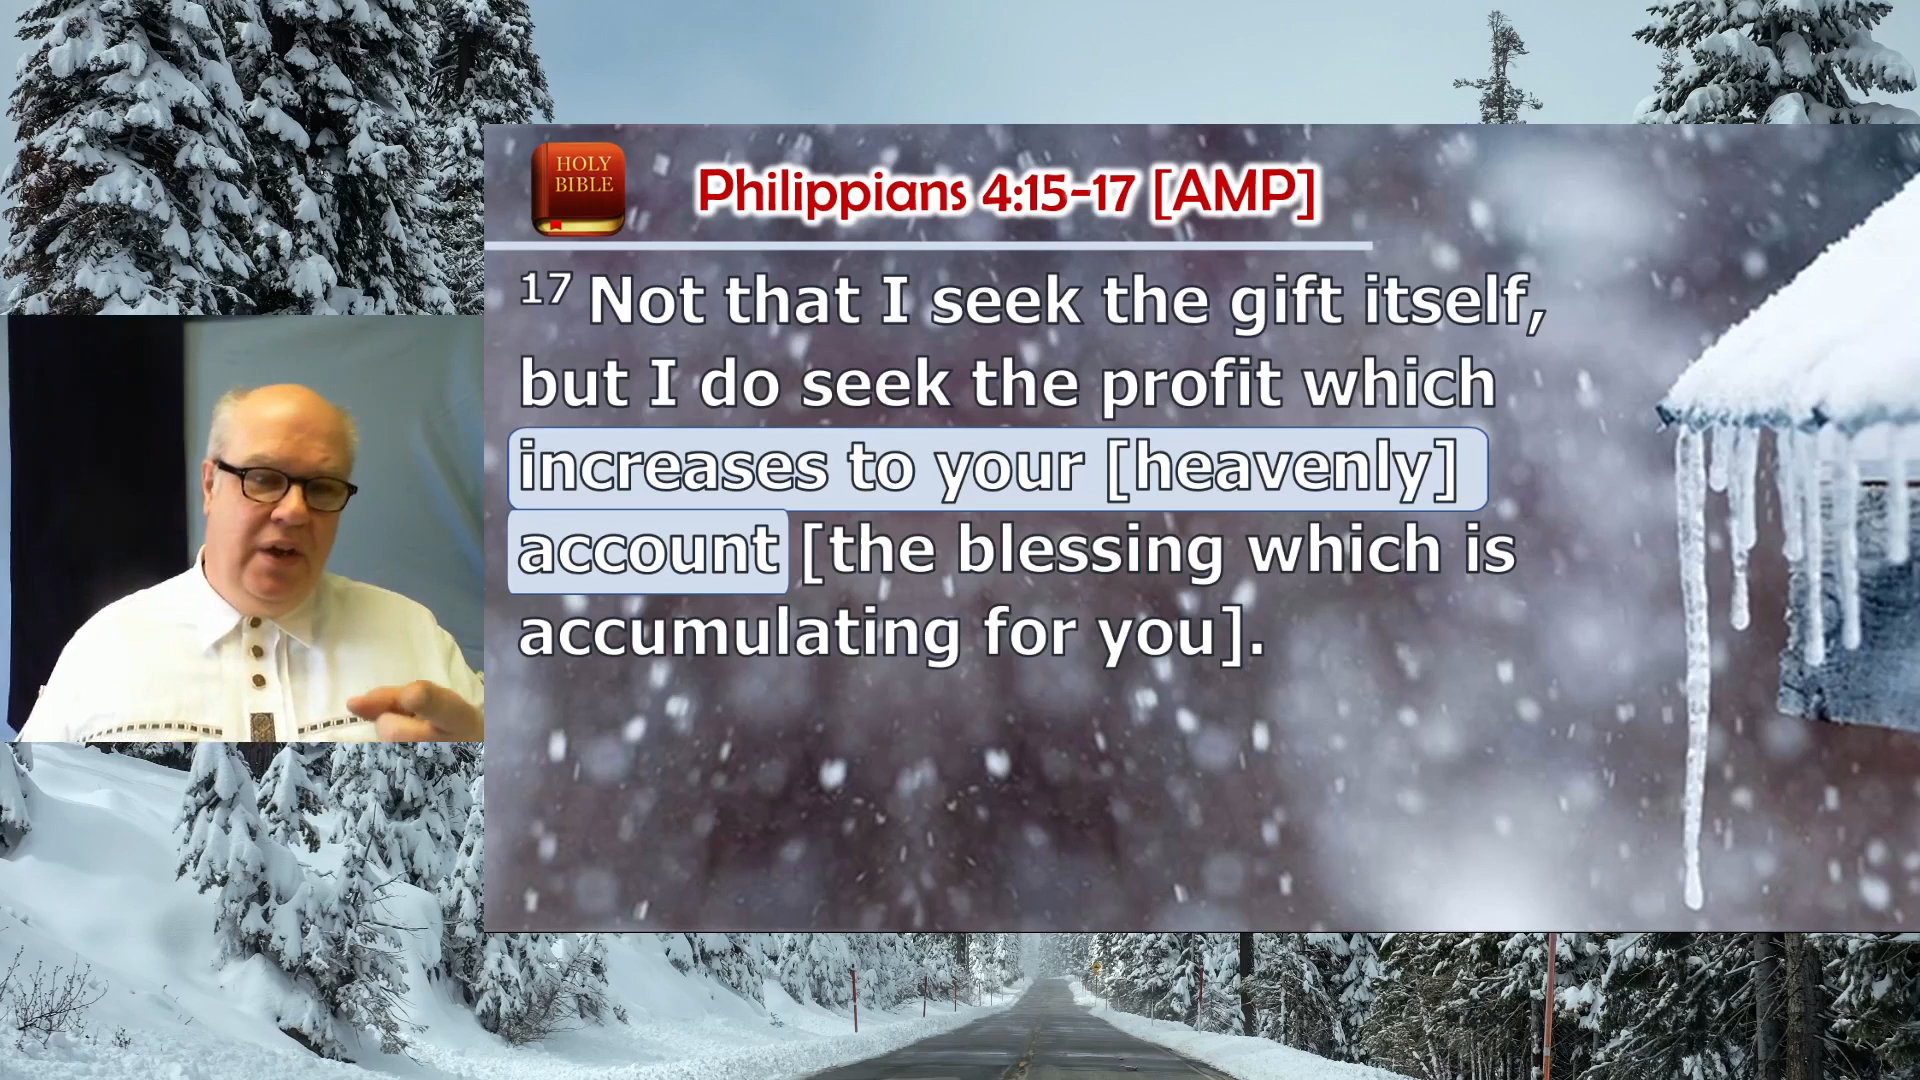 HOLY
BIBLE
Philippians 4:15-17 [AMP]
17 Not that I seek the gift itself,
but I do seek the profit which
increases to your [heavenly]
account [the blessing which is
accumulating for you].